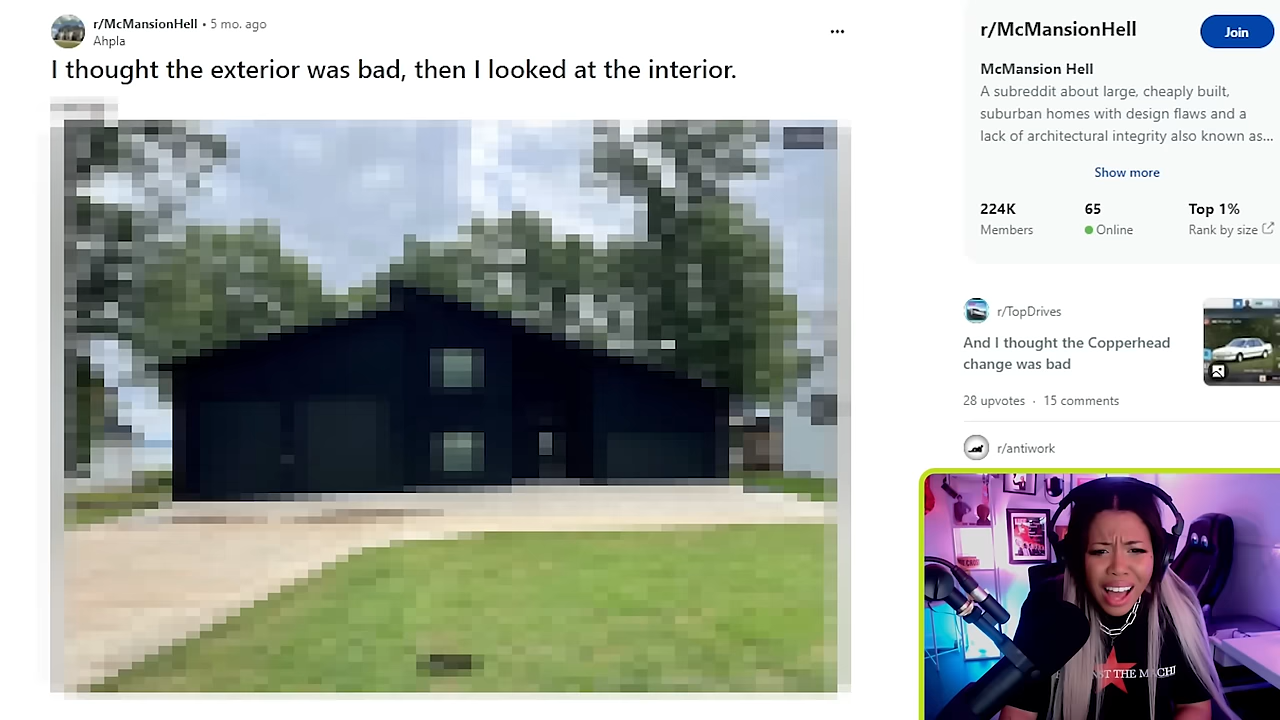 r/McMansionHell • 5 mo. ago
Ahpla
I thought the exterior was bad, then I looked at the interior.
r/McMansionHell
Join
McMansion Hell
A subreddit about large, cheaply built,
suburban homes with design flaws and a
lack of architectural integrity also known as...
Show more
224K
65
Top 1%
Members
Online
Rank by size
r/TopDrives
And I thought the Copperhead
change was bad
28 upvotes · 15 comments
r/antiwork
ST THE MACHI